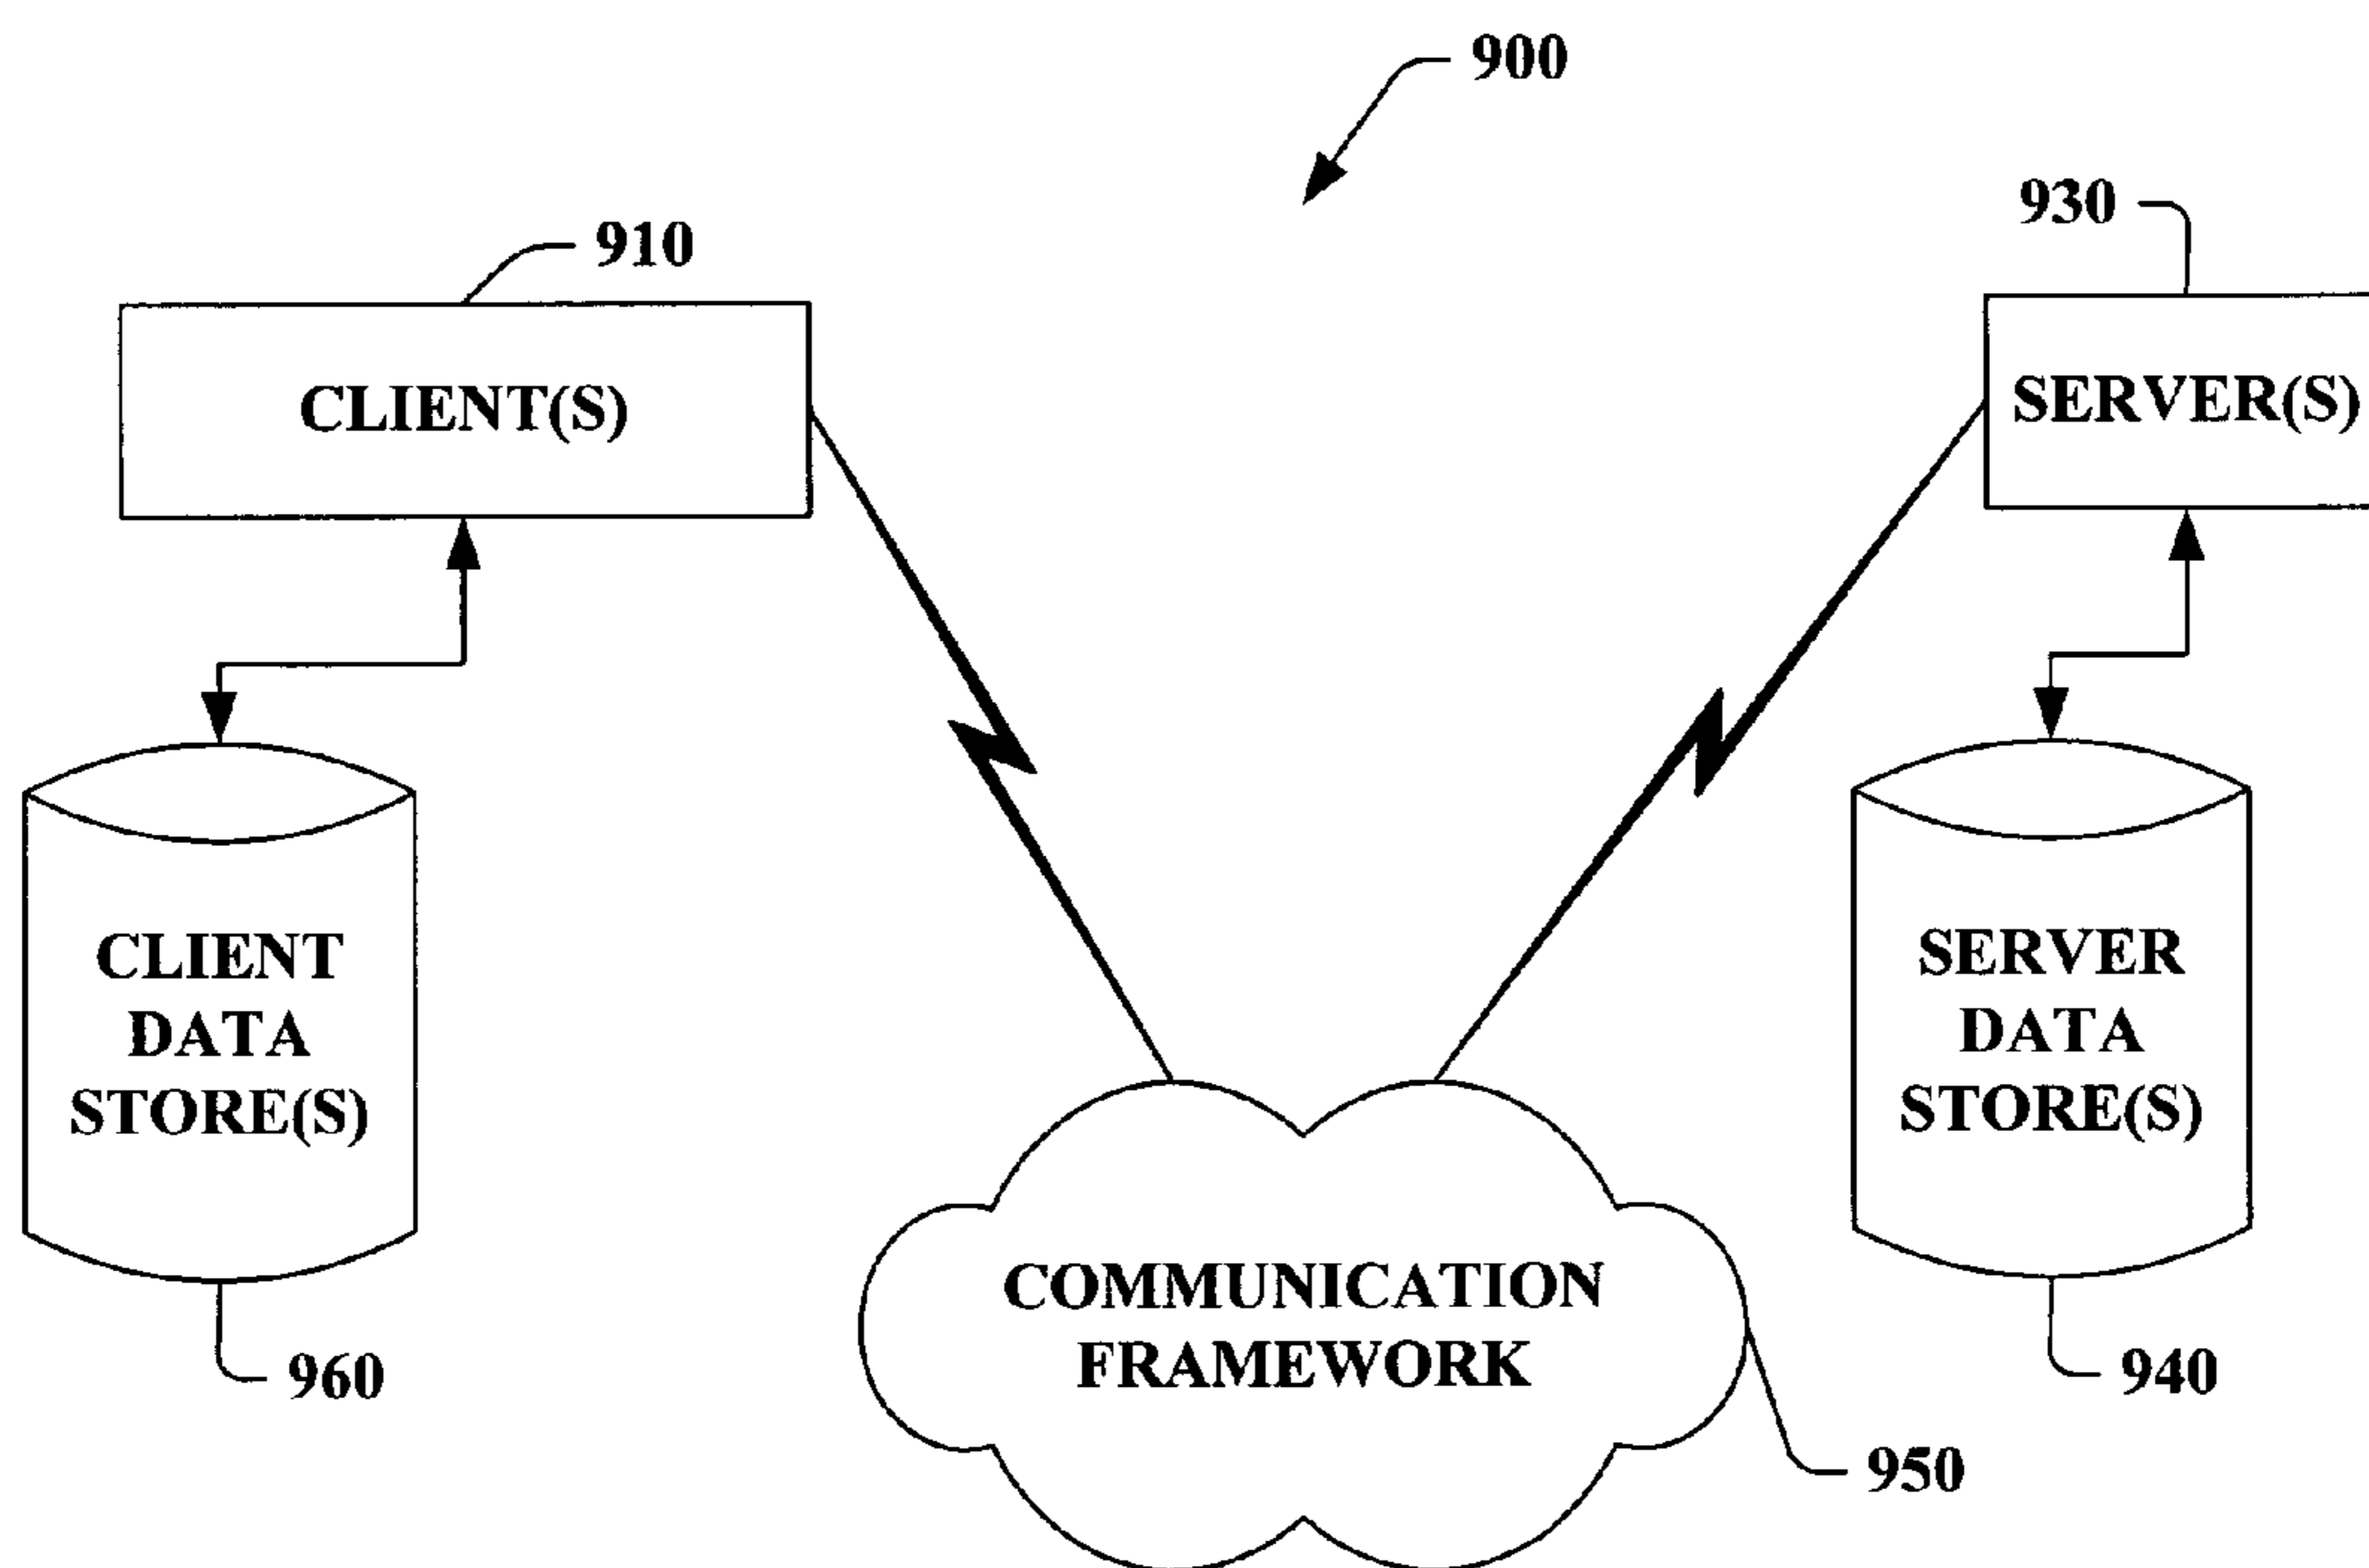 900
910
930
CLIENT(S)
SERVER(S)
CLIENT
DATA
STORE(S)
SERVER
DATA
STORE(S)
COMMUNICATION
FRAMEWORK
960
940
950